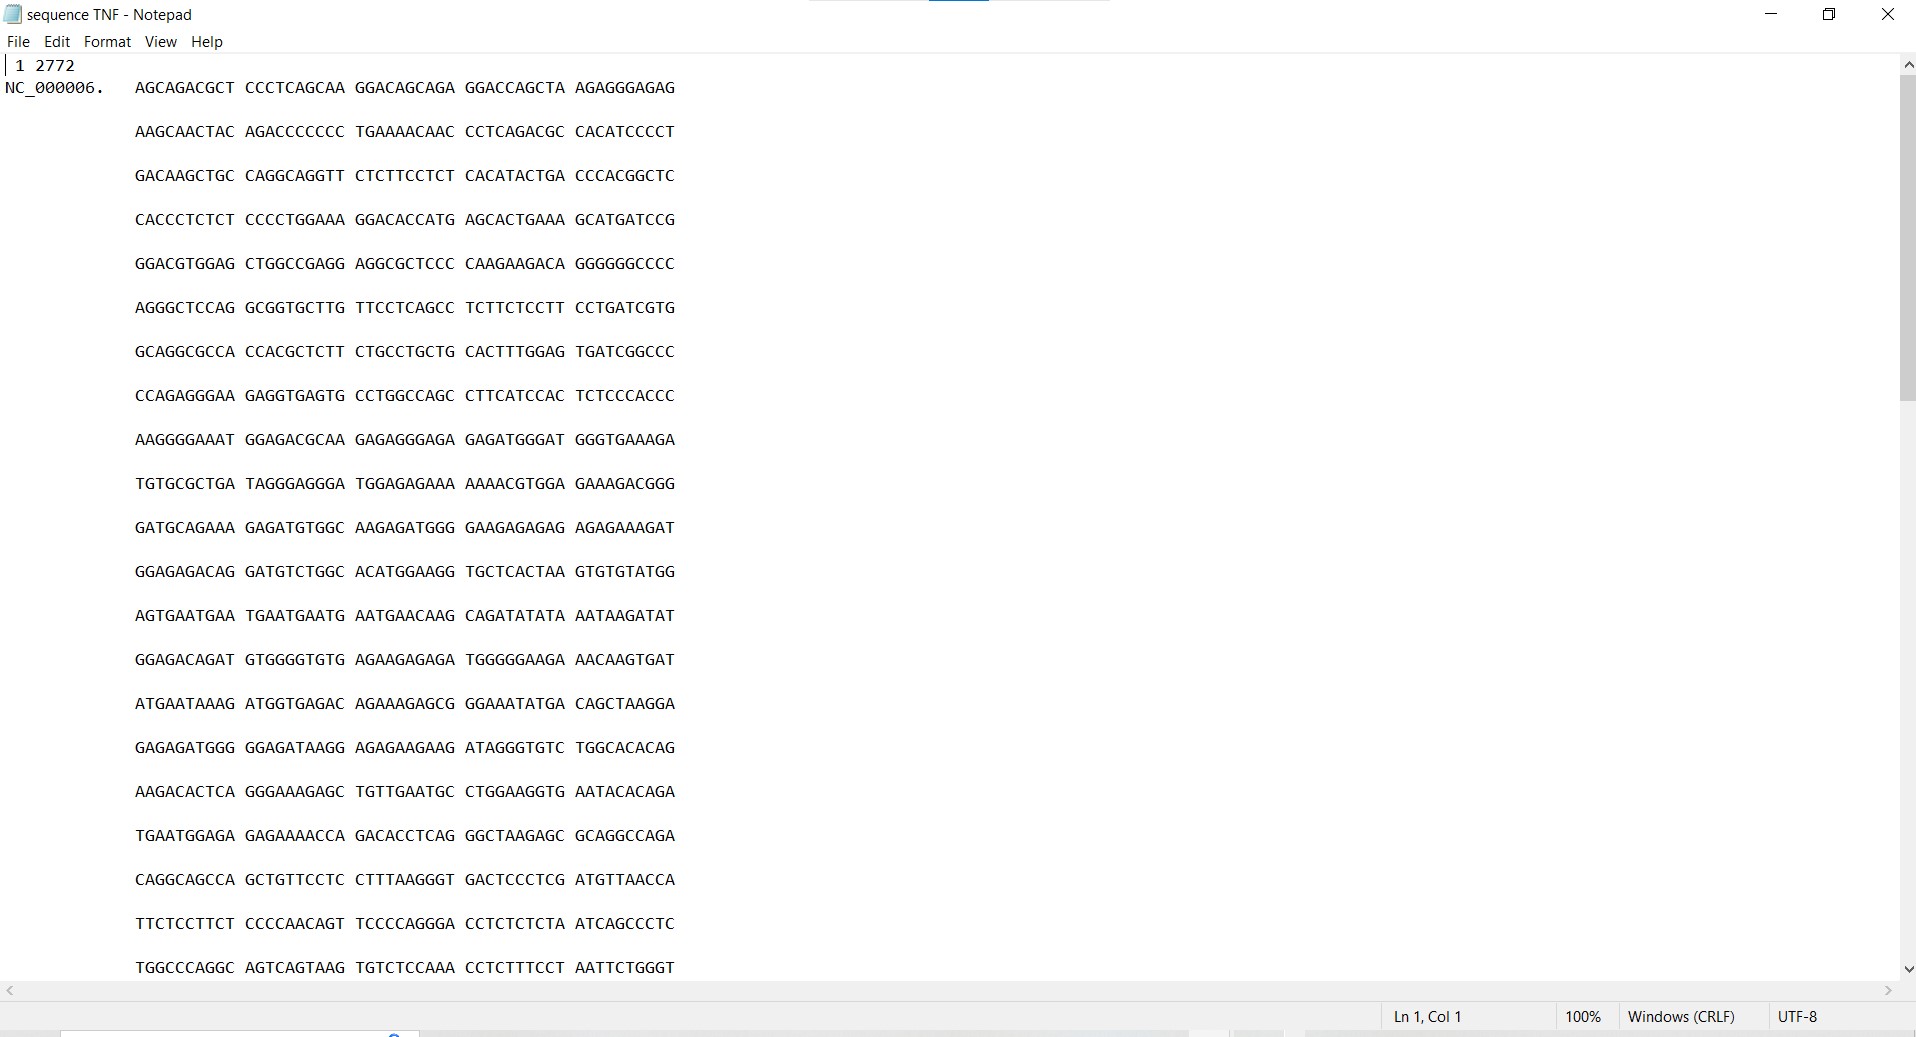 sequence TNF - Notepad
File Edit Format View Help
1 2772
NC_000006. AGCAGACGCT CCCTCAGCAA GGACAGCAGA GGACCAGCTA AGAGGGAGAG
AAGCAACTAC AGACCCCCCC TGAAAACAAC CCTCAGACGC CACATCCCCT
GACAAGCTGC CAGGCAGGTT CTCTTCCTCT CACATACTGA CCCACGGCTC
CACCCTCTCT CCCCTGGAAA GGACACCATG AGCACTGAAA GCATGATCCG
GGACGTGGAG CTGGCCGAGG AGGCGCTCCC CAAGAAGACA GGGGGGCCCC
AGGGCTCCAG GCGGTGCTTG TTCCTCAGCC TCTTCTCCTT CCTGATCGTG
GCAGGCGCCA CCACGCTCTT CTGCCTGCTG CACTTTGGAG TGATCGGCCC
CCAGAGGGAA GAGGTGAGTG CCTGGCCAGC CTTCATCCAC TCTCCCACCC
AAGGGGAAAT GGAGACGCAA GAGAGGGAGA GAGATGGGAT GGGTGAAAGA
TGTGCGCTGA TAGGGAGGGA TGGAGAGAAA AAAACGTGGA GAAAGACGGG
GATGCAGAAA GAGATGTGGC AAGAGATGGG GAAGAGAGAG AGAGAAAGAT
GGAGAGACAG GATGTCTGGC ACATGGAAGG TGCTCACTAA GTGTGTATGG
AGTGAATGAA TGAATGAATG AATGAACAAG CAGATATATA AATAAGATAT
GGAGACAGAT GTGGGGTGTG AGAAGAGAGA TGGGGGAAGA AACAAGTGAT
ATGAATAAAG ATGGTGAGAC AGAAAGAGCG GGAAATATGA CAGCTAAGGA
GAGAGATGGG GGAGATAAGG AGAGAAGAAG ATAGGGTGTC TGGCACACAG
AAGACACTCA GGGAAAGAGC TGTTGAATGC CTGGAAGGTG AATACACAGA
TGAATGGAGA GAGAAAACCA GACACCTCAG GGCTAAGAGC GCAGGCCAGA
CAGGCAGCCA GCTGTTCCTC CTTTAAGGGT GACTCCCTCG ATGTTAACCA
TTCTCCTTCT CCCCAACAGT TCCCCAGGGA CCTCTCTCTA ATCAGCCCTC
TGGCCCAGGC AGTCAGTAAG TGTCTCCAAA CCTCTTTCCT AATTCTGGGT
Ln 1, Col 1 100% Windows (CRLF) UTF-8